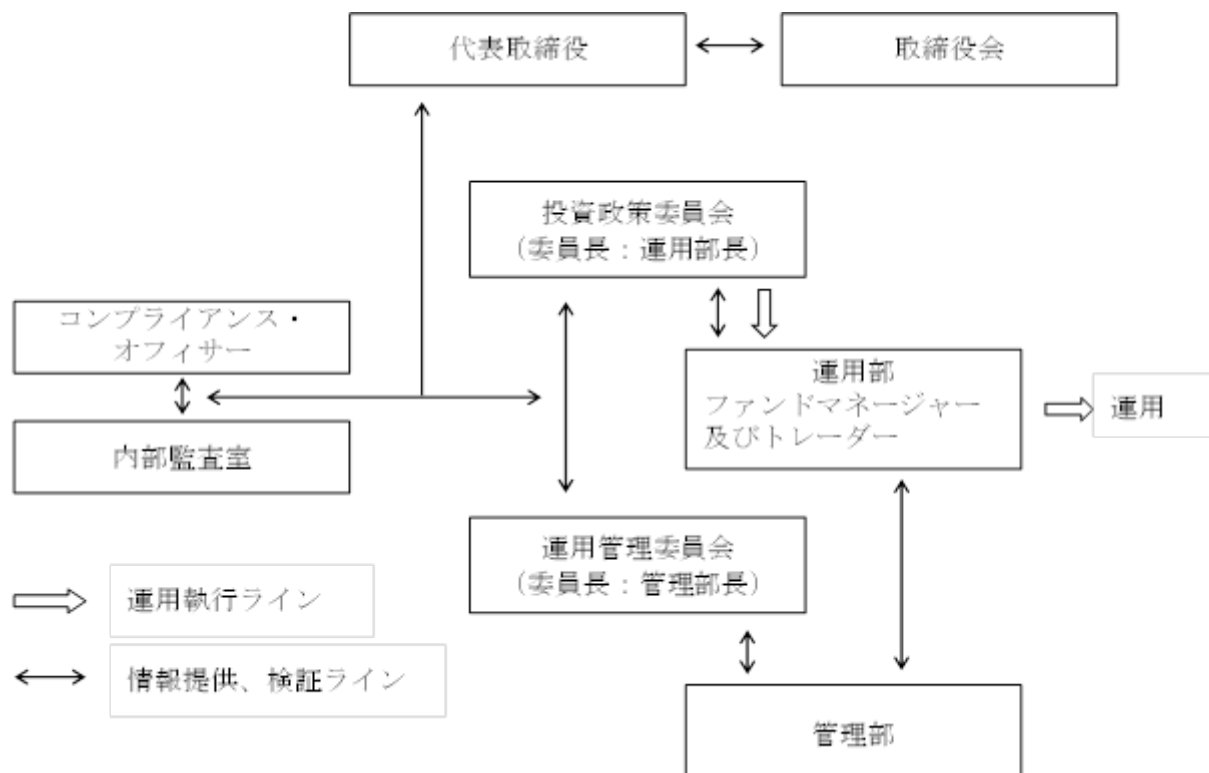 代表取締役
取締役会
投資政策委員会
(委員長：運用部長)
コンプライアンス・
オフィサー
運用部
ファンドマネージャー
及びトレーダー
運用
内部監査室
運用管理委員会
(委員長：管理部長)
運用執行ライン
情報提供、検証ライン
管理部